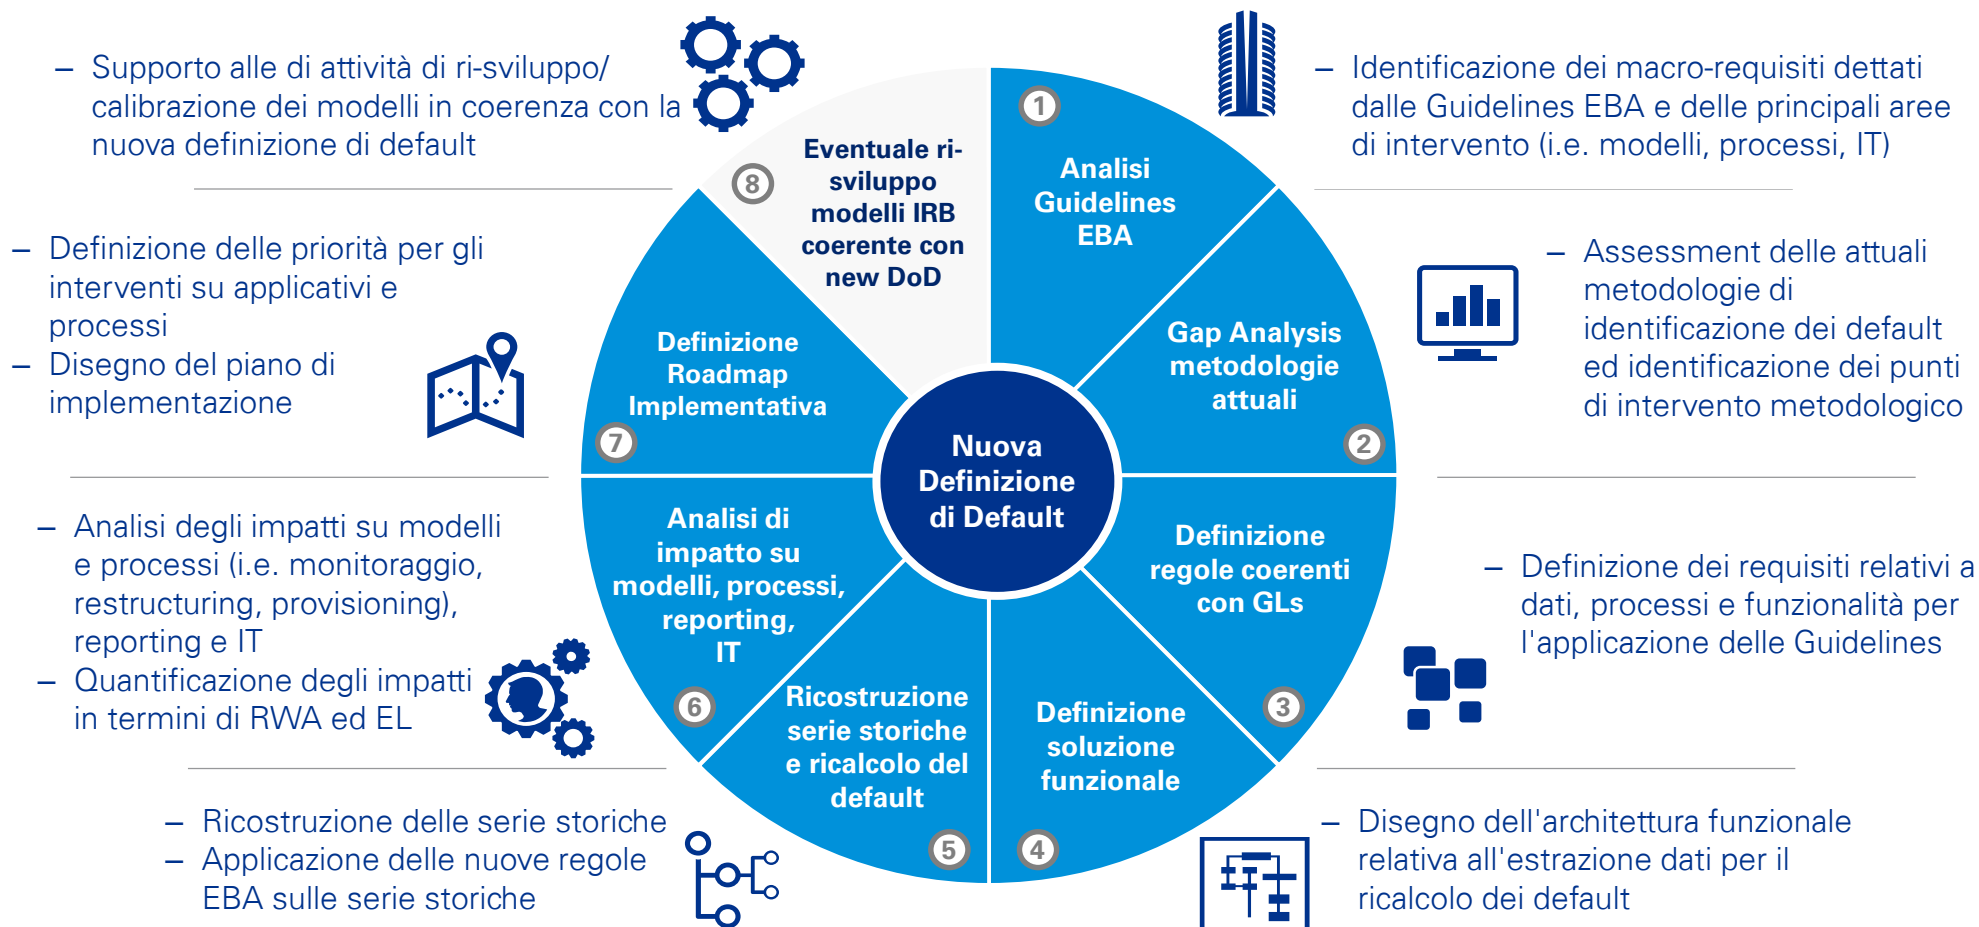 Nuova
Definizione
di Default
1
Analisi
Guidelines
EBA
– Identificazione dei macro-requisiti dettati
dalle Guidelines EBA e delle principali aree
di intervento (i.e. modelli, processi, IT)
2
Gap Analysis
metodologie
attuali
– Assessment delle attuali
metodologie di
identificazione dei default
ed identificazione dei punti
di intervento metodologico
3
Definizione
regole coerenti
con GLs
– Definizione dei requisiti relativi a
dati, processi e funzionalità per
l'applicazione delle Guidelines
4
Definizione
soluzione
funzionale
– Disegno dell'architettura funzionale
relativa all'estrazione dati per il
ricalcolo dei default
5
Ricostruzione
serie storiche
e ricalcolo del
default
– Ricostruzione delle serie storiche
– Applicazione delle nuove regole
EBA sulle serie storiche
6
Analisi di
impatto su
modelli, processi,
reporting,
IT
– Analisi degli impatti su modelli
e processi (i.e. monitoraggio,
restructuring, provisioning),
reporting e IT
– Quantificazione degli impatti
in termini di RWA ed EL
7
Definizione
Roadmap
Implementativa
– Definizione delle priorità per gli
interventi su applicativi e
processi
– Disegno del piano di
implementazione
8
Eventuale ri-
sviluppo
modelli IRB
coerente con
new DoD
– Supporto alle di attività di ri-sviluppo/
calibrazione dei modelli in coerenza con la
nuova definizione di default